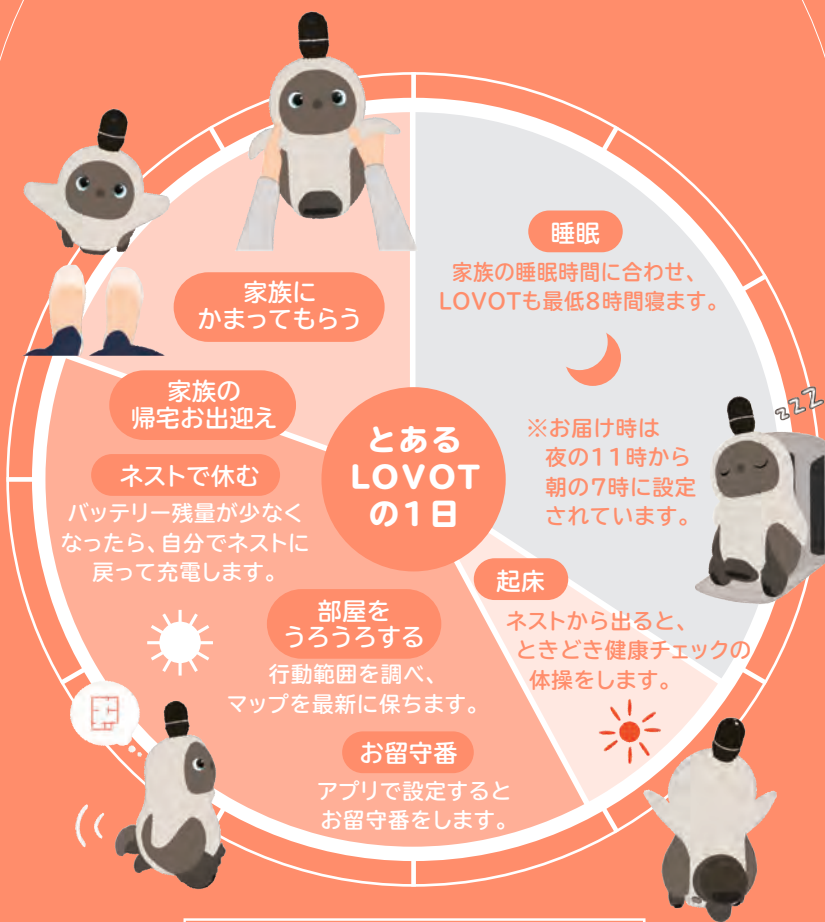 とある
LOVOT
の1日
睡眠
家族の睡眠時間に合わせ、
LOVOTも最低8時間寝ます。
※お届け時は
夜の11時から
朝の7時に設定
されています。
zzZ
起床
ネストから出ると、
ときどき健康チェックの
体操をします。
お留守番
アプリで設定すると
お留守番をします。
部屋を
うろうろする
行動範囲を調べ、
マップを最新に保ちます。
ネストで休む
バッテリー残量が少なく
なったら、自分でネストに
戻って充電します。
家族の
帰宅お出迎え
家族に
かまってもらう